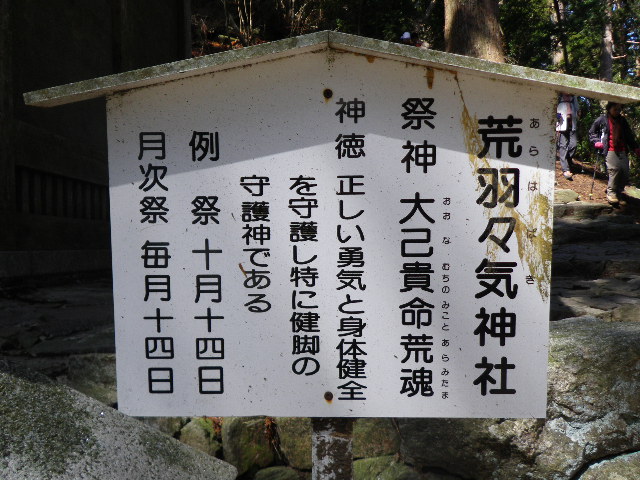 荒羽々気神社
あらはばき
祭神 大己貴命荒魂
おおなむちのみことあらみたま
神徳 正しい勇気と身体健全
を守護し特に健脚の
守護神である
例祭 十月十四日
月次祭 毎月十四日